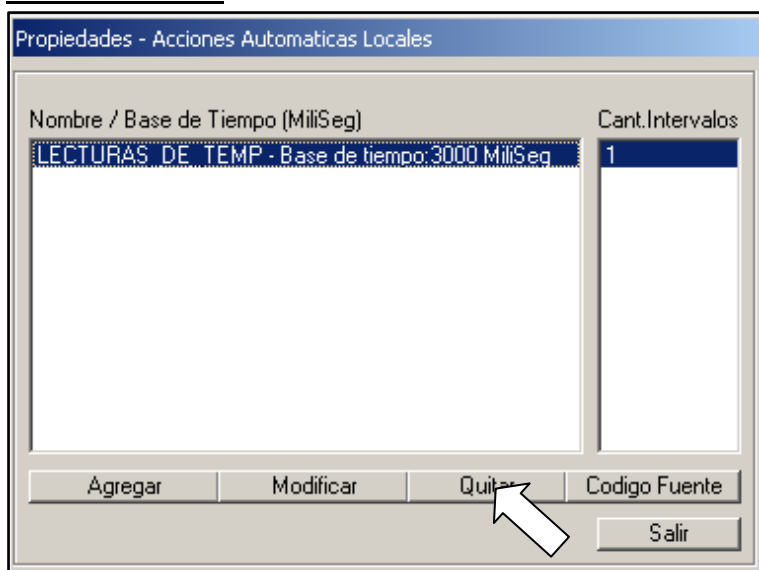 Propiedades - Acciones Automaticas Locales
Nombre / Base de Tiempo (MiliSeg) Cant.Intervalos
LECTURAS_DE_TEMP - Base de tiempo:3000 MiliSeg 1
Agregar Modificar Quitar Codigo Fuente
Salir